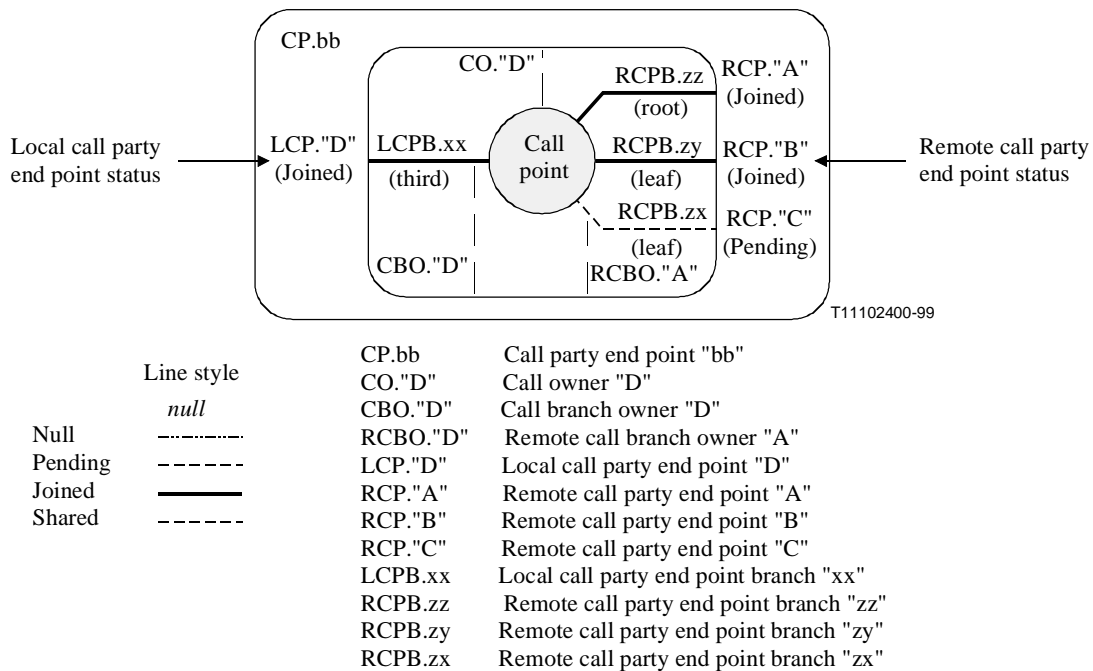 CP.bb
CO."D"
RCPB.zz
RCP."A"
(root)
(Joined)
Local call party
end point status
LCP."D"
(Joined)
LCPB.xx
(third)
Call
point
RCPB.zy
(leaf)
RCP."B"
(Joined)
Remote call party
end point status
RCPB.zx
(leaf)
RCP."C"
(Pending)
CBO."D"
RCBO."A"
T11102400-99
Line style
null
Null
Pending
Joined
Shared
CP.bb Call party end point "bb"
CO."D" Call owner "D"
CBO."D" Call branch owner "D"
RCBO."D" Remote call branch owner "A"
LCP."D" Local call party end point "D"
RCP."A" Remote call party end point "A"
RCP."B" Remote call party end point "B"
RCP."C" Remote call party end point "C"
LCPB.xx Local call party end point branch "xx"
RCPB.zz Remote call party end point branch "zz"
RCPB.zy Remote call party end point branch "zy"
RCPB.zx Remote call party end point branch "zx"